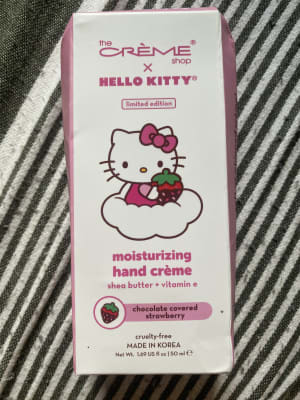 the
CRÈME®
shop
×
HELLO KITTY®
limited edition
moisturizing
hand crème
shea butter + vitamin e
chocolate covered
strawberry
cruelty-free
MADE IN KOREA
Net Wt. 1.69 US fl oz | 50 ml ℮